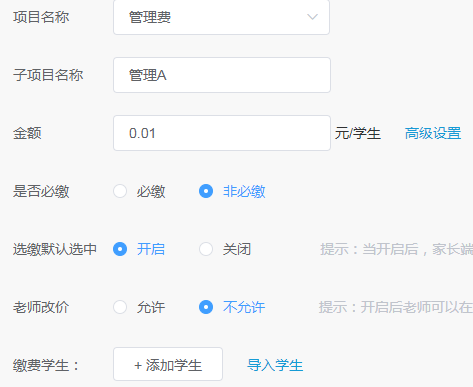 项目名称 管理费
子项目名称 管理A
金额 0.01 元/学生 高级设置
是否必缴 必缴 非必缴
选缴默认选中 开启 关闭 提示：当开启后，家长端
老师改价 允许 不允许 提示：开启后老师可以在
缴费学生： + 添加学生 导入学生